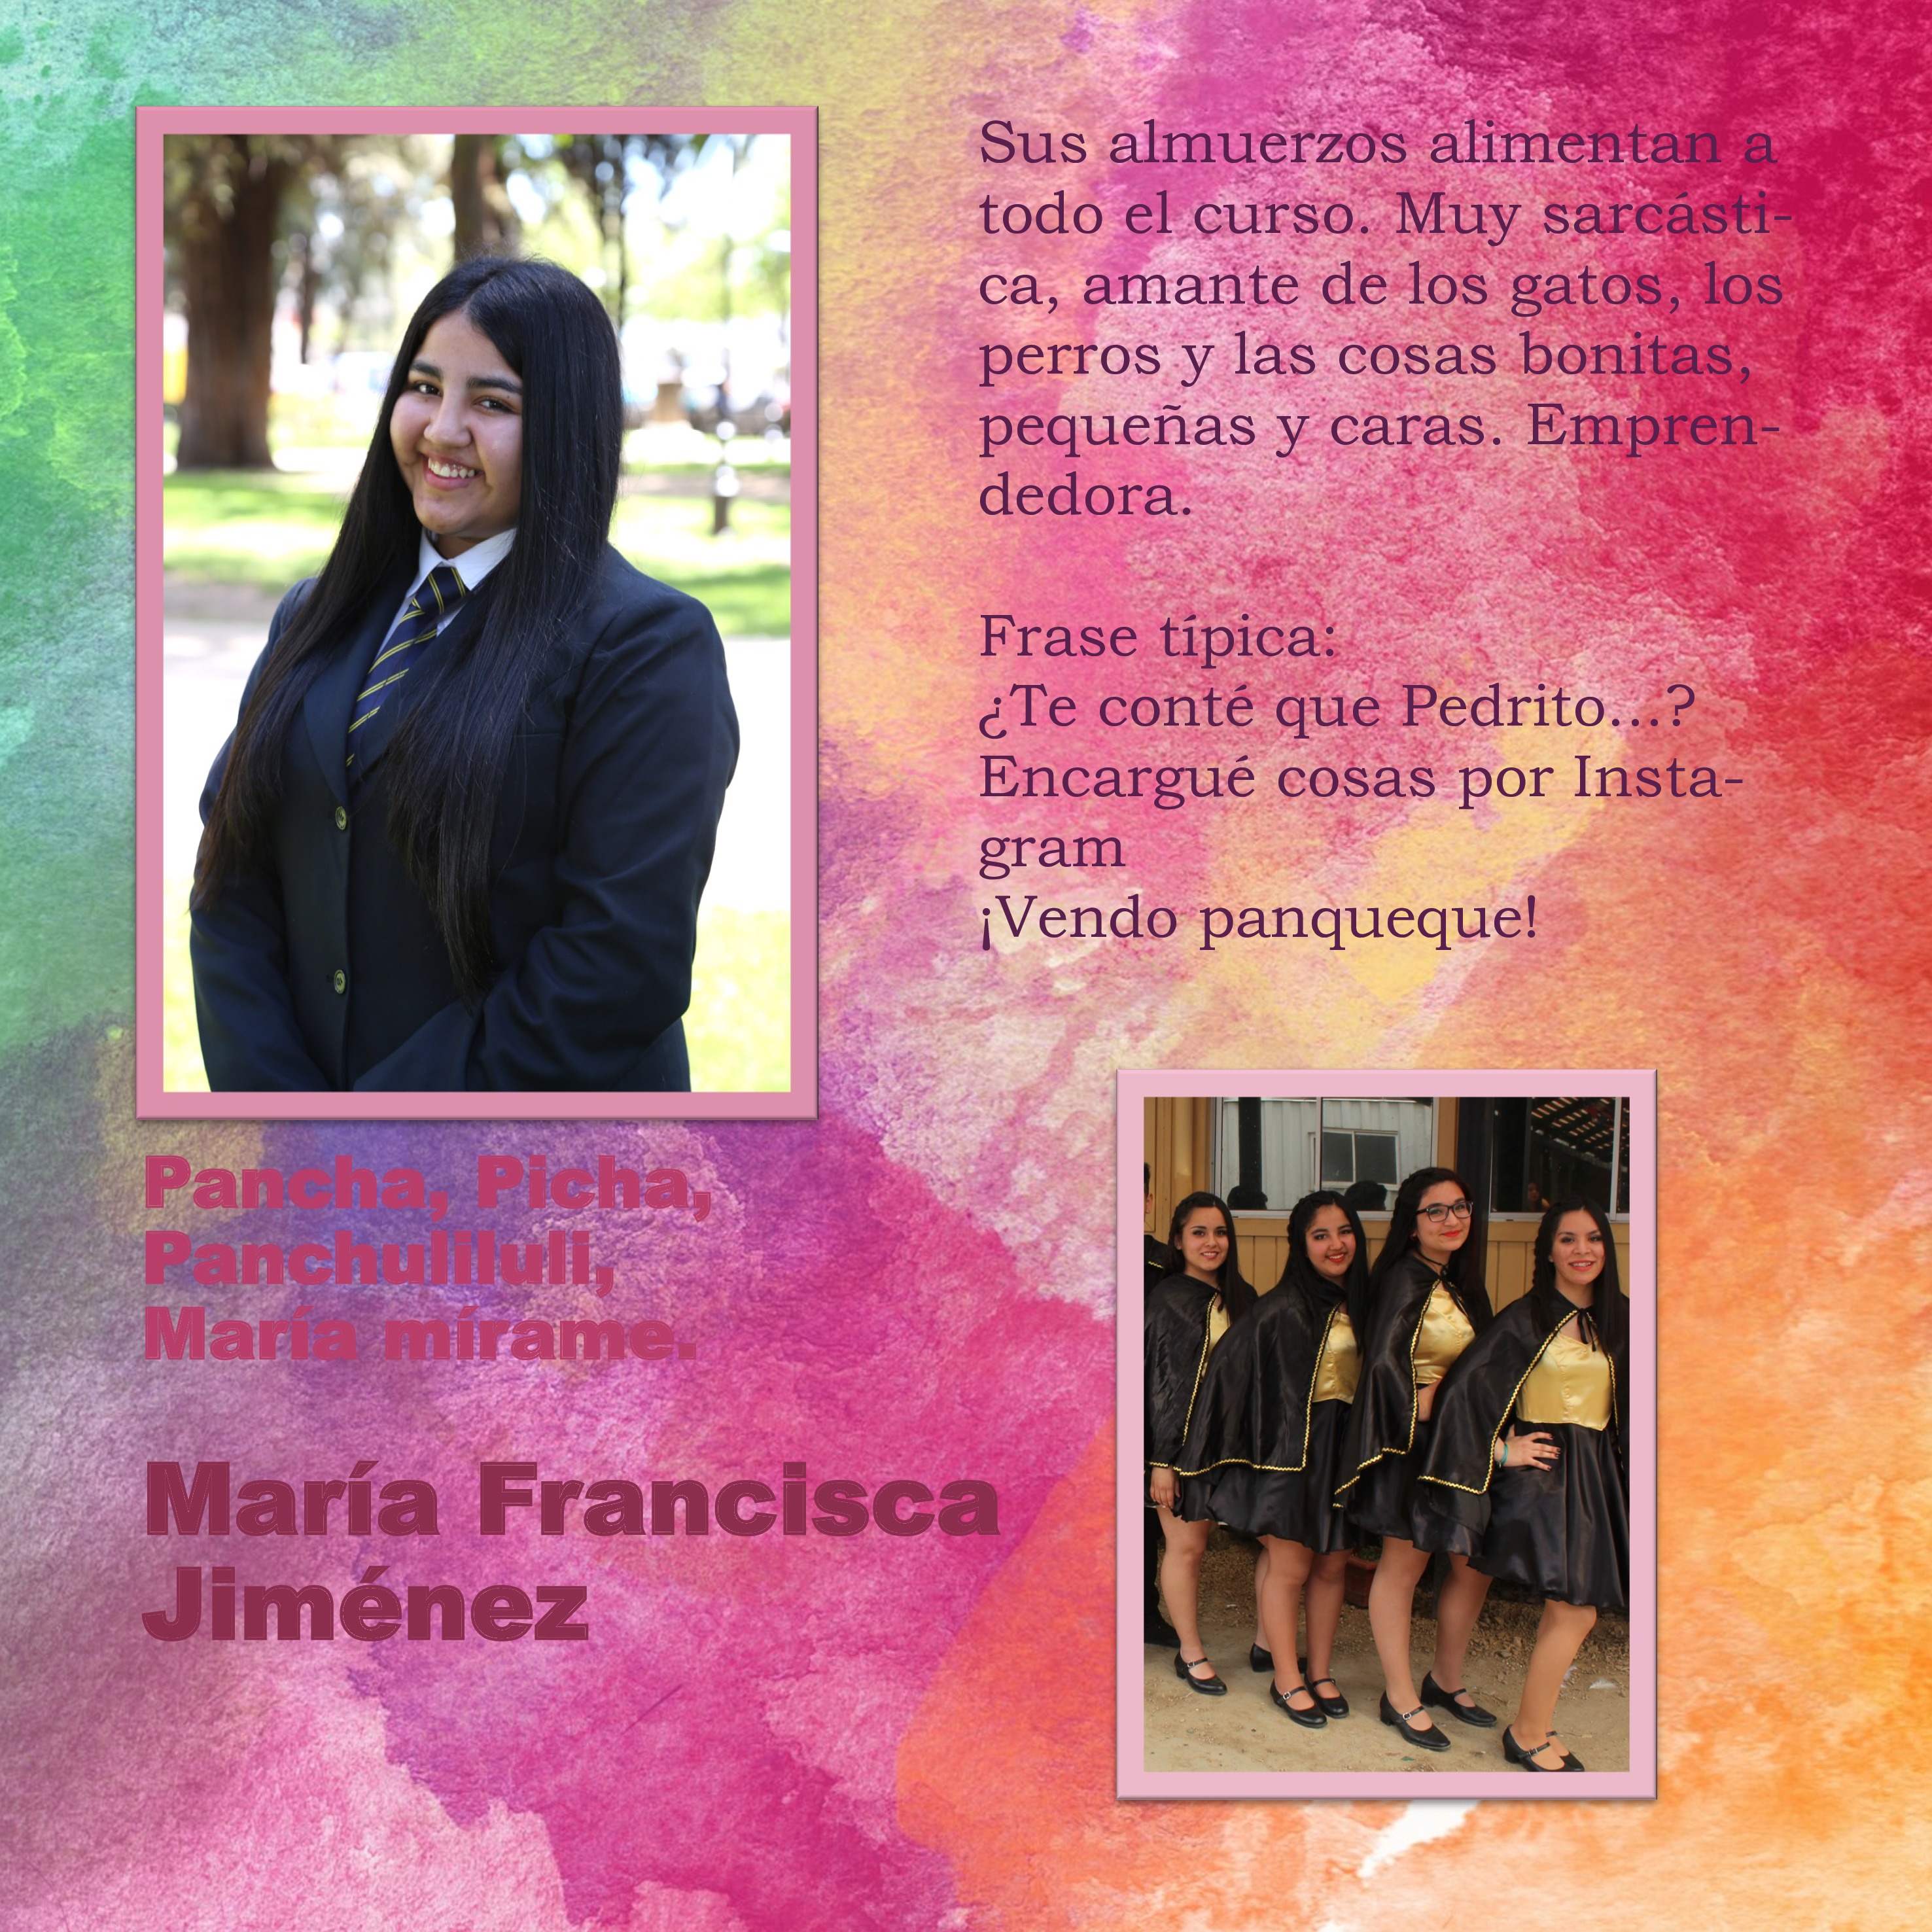 Sus almuerzos alimentan a
todo el curso. Muy sarcásti-
ca, amante de los gatos, los
perros y las cosas bonitas,
pequeñas y caras. Empren-
dedora.
Frase típica:
¿Te conté que Pedrito...?
Encargué cosas por Insta-
gram
¡Vendo panqueque!
Pancha, Picha,
Panchuliluli,
María mírame.
María Francisca
Jiménez